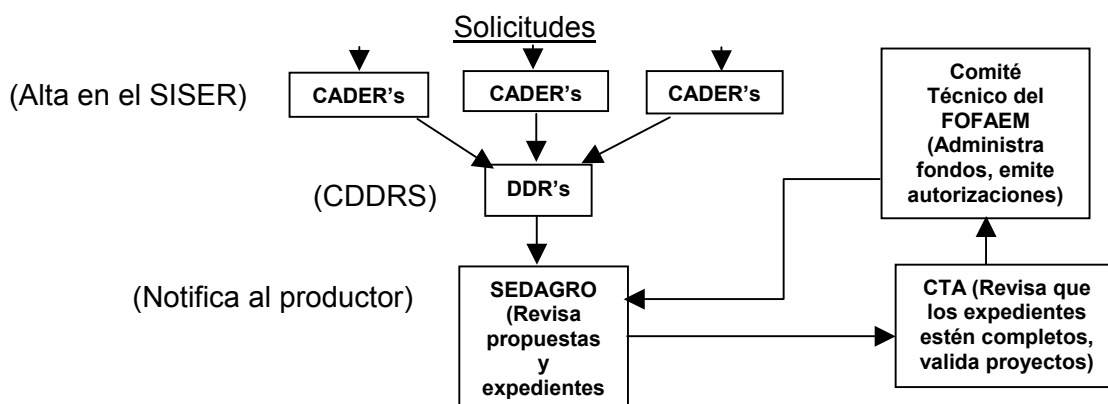 Solicitudes
(Alta en el SISER)
CADER's
CADER's
CADER's
(CDDRS)
DDR's
Comité
Técnico del
FOFAEM
(Administra
fondos, emite
autorizaciones)
(Notifica al productor)
SEDAGRO
(Revisa
propuestas
y
expedientes
CTA (Revisa que
los expedientes
estén completos,
valida proyectos)